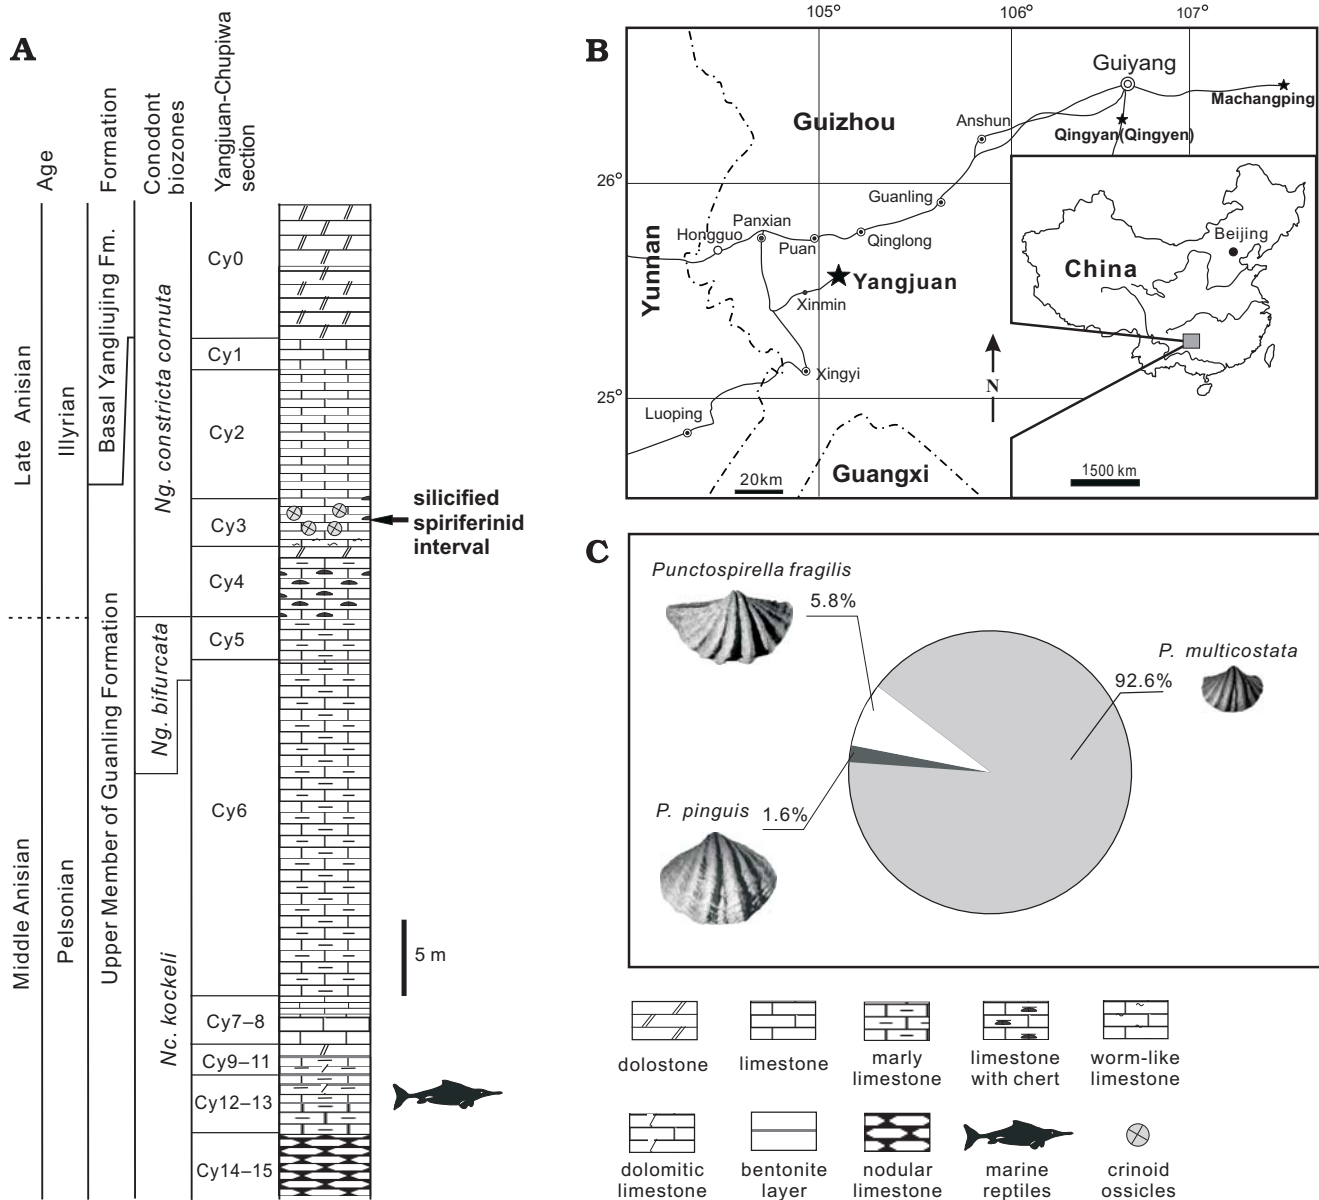 A
Age
Formation
Conodont
biozones
Yangjuan-Chupiwa
section
Late Anisian
Illyrian
Basal Yangliujing Fm.
Ng. constricta cornuta
Cy0
Cy1
Cy2
Cy3
Cy4
Cy5
Cy6
Cy7–8
Cy9–11
Cy12–13
Cy14–15
silicified
spiriferinid
interval
Middle Anisian
Pelsonian
Upper Member of Guanling Formation
Ng. bifurcata
Nc. kockeli
5 m
B
105°
106°
107°
26°
25°
Guiyang
Machangping
Qingyan(Qingyen)
Anshun
Guizhou
Guanling
Panxian
Hongguo
Puan
Qinglong
Yunnan
Yangjuan
Xinmin
Xingyi
Luoping
N
20km
Guangxi
Beijing
China
1500 km
C
Punctospirella fragilis
5.8%
P. multicostata
92.6%
P. pinguis
1.6%
dolostone
limestone
marly
limestone
limestone
with chert
worm-like
limestone
dolomitic
limestone
bentonite
layer
nodular
limestone
marine
reptiles
crinoid
ossicles